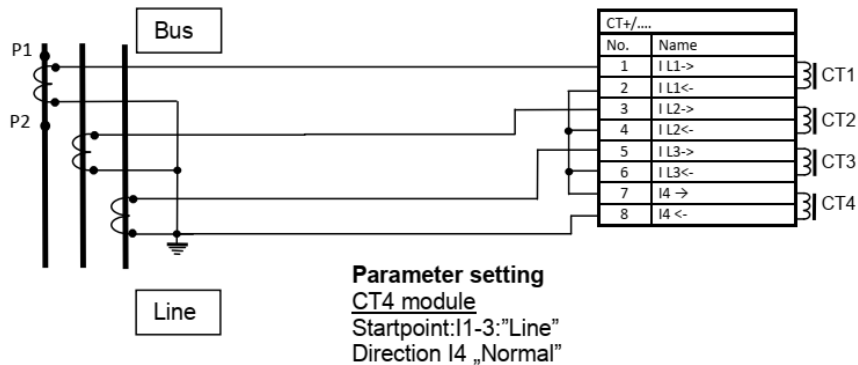 Bus
P1
P2
CT+/....
No. Name
1 I L1->
2 I L1<-
3 I L2->
4 I L2<-
5 I L3->
6 I L3<-
7 I4 →
8 I4 <-
CT1
CT2
CT3
CT4
Line
Parameter setting
CT4 module
Startpoint:I1-3:”Line”
Direction I4 „Normal”